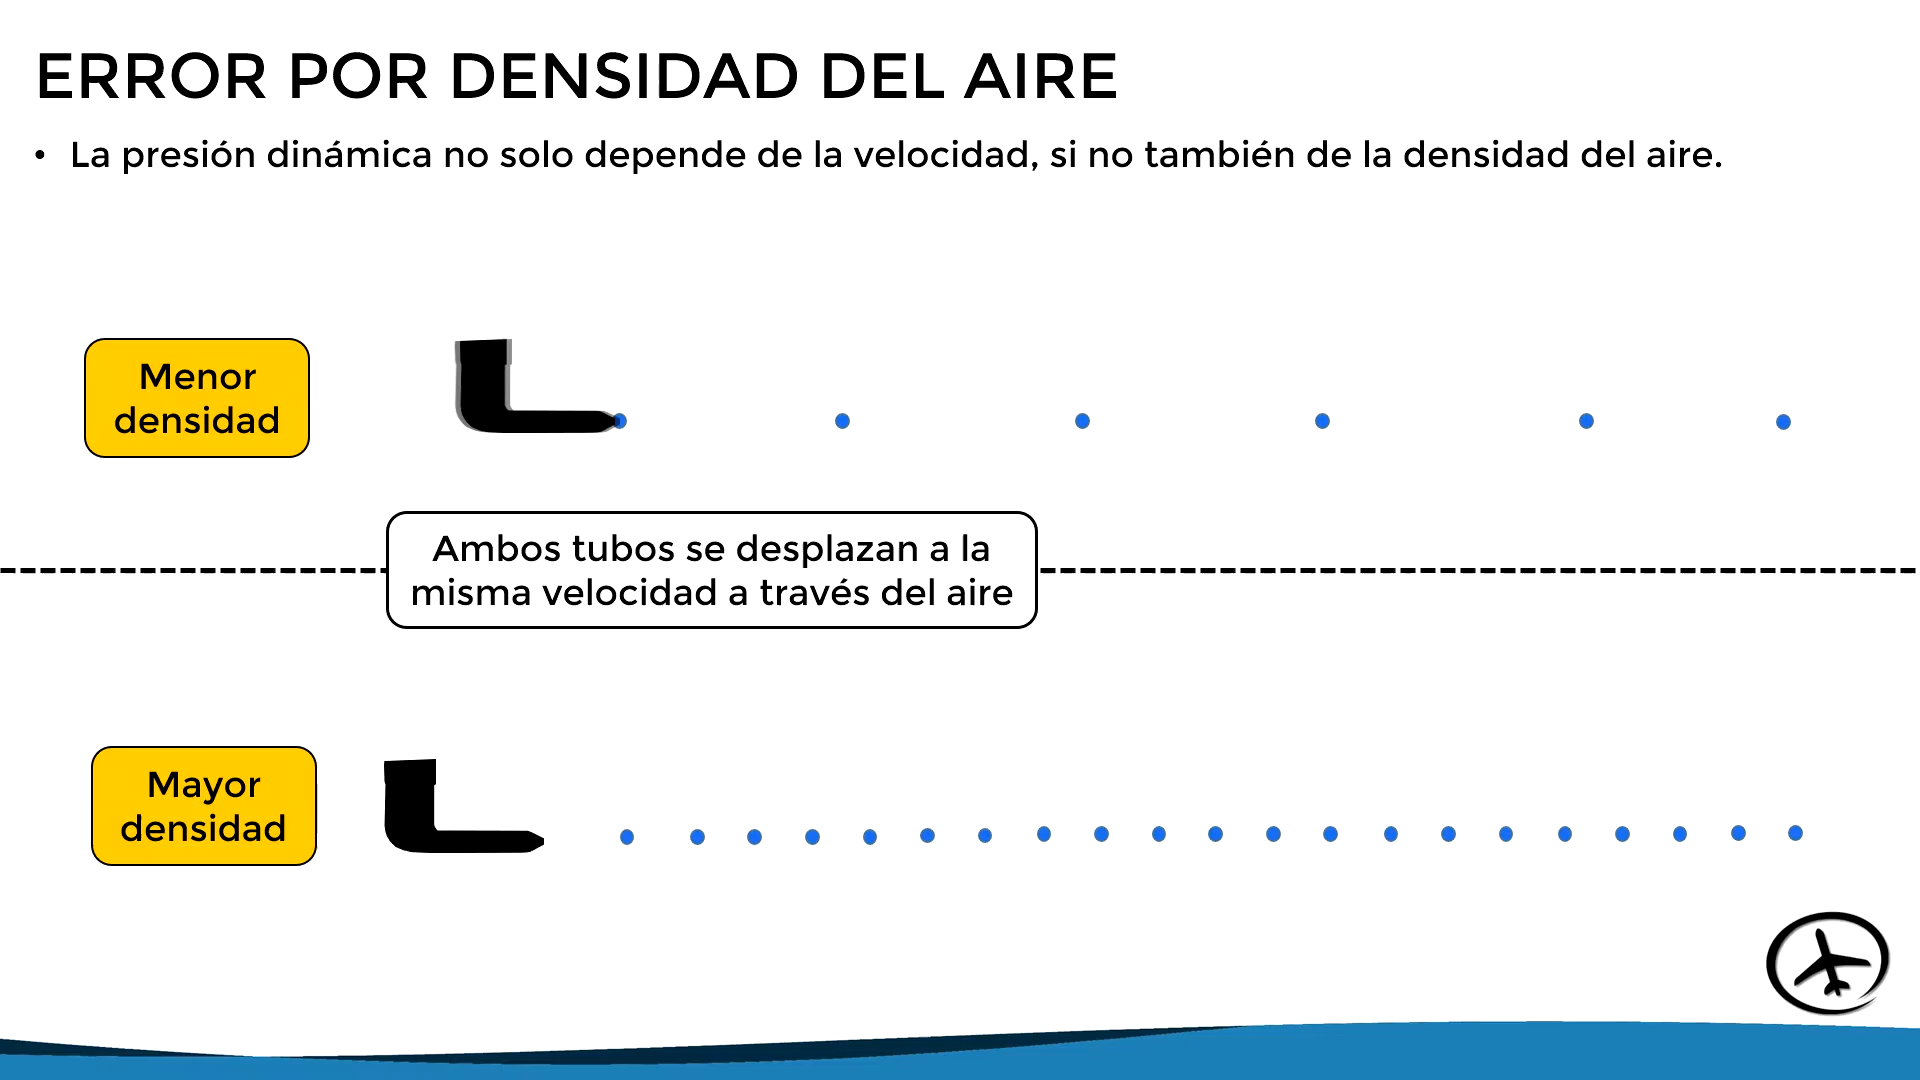 ERROR POR DENSIDAD DEL AIRE
• La presión dinámica no solo depende de la velocidad, si no también de la densidad del aire.
Menor
densidad
Ambos tubos se desplazan a la
misma velocidad a través del aire
Mayor
densidad